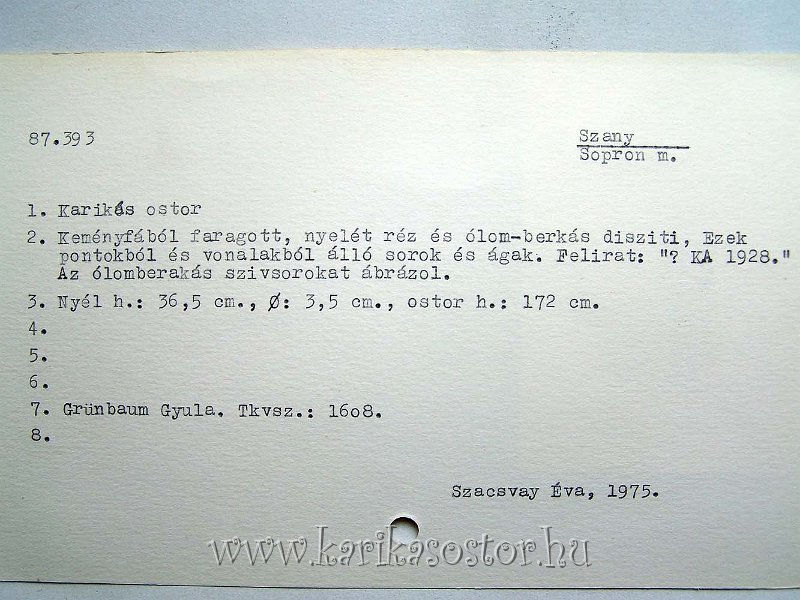 87.393
Szany
Sopron m.
1. Karikás ostor
2. Keményfából faragott, nyelét réz és ólom-berkás disziti, Ezek
pontokból és vonalakból álló sorok és ágak. Felirat: "? KA 1928."
Az ólomberakás szivsorokat ábrázol.
3. Nyél h.: 36,5 cm., Ø: 3,5 cm., ostor h.: 172 cm.
4.
5.
6.
7. Grünbaum Gyula. Tkvsz.: 16o8.
8.
Szacsvay Éva, 1975.
www.karikasostor.hu